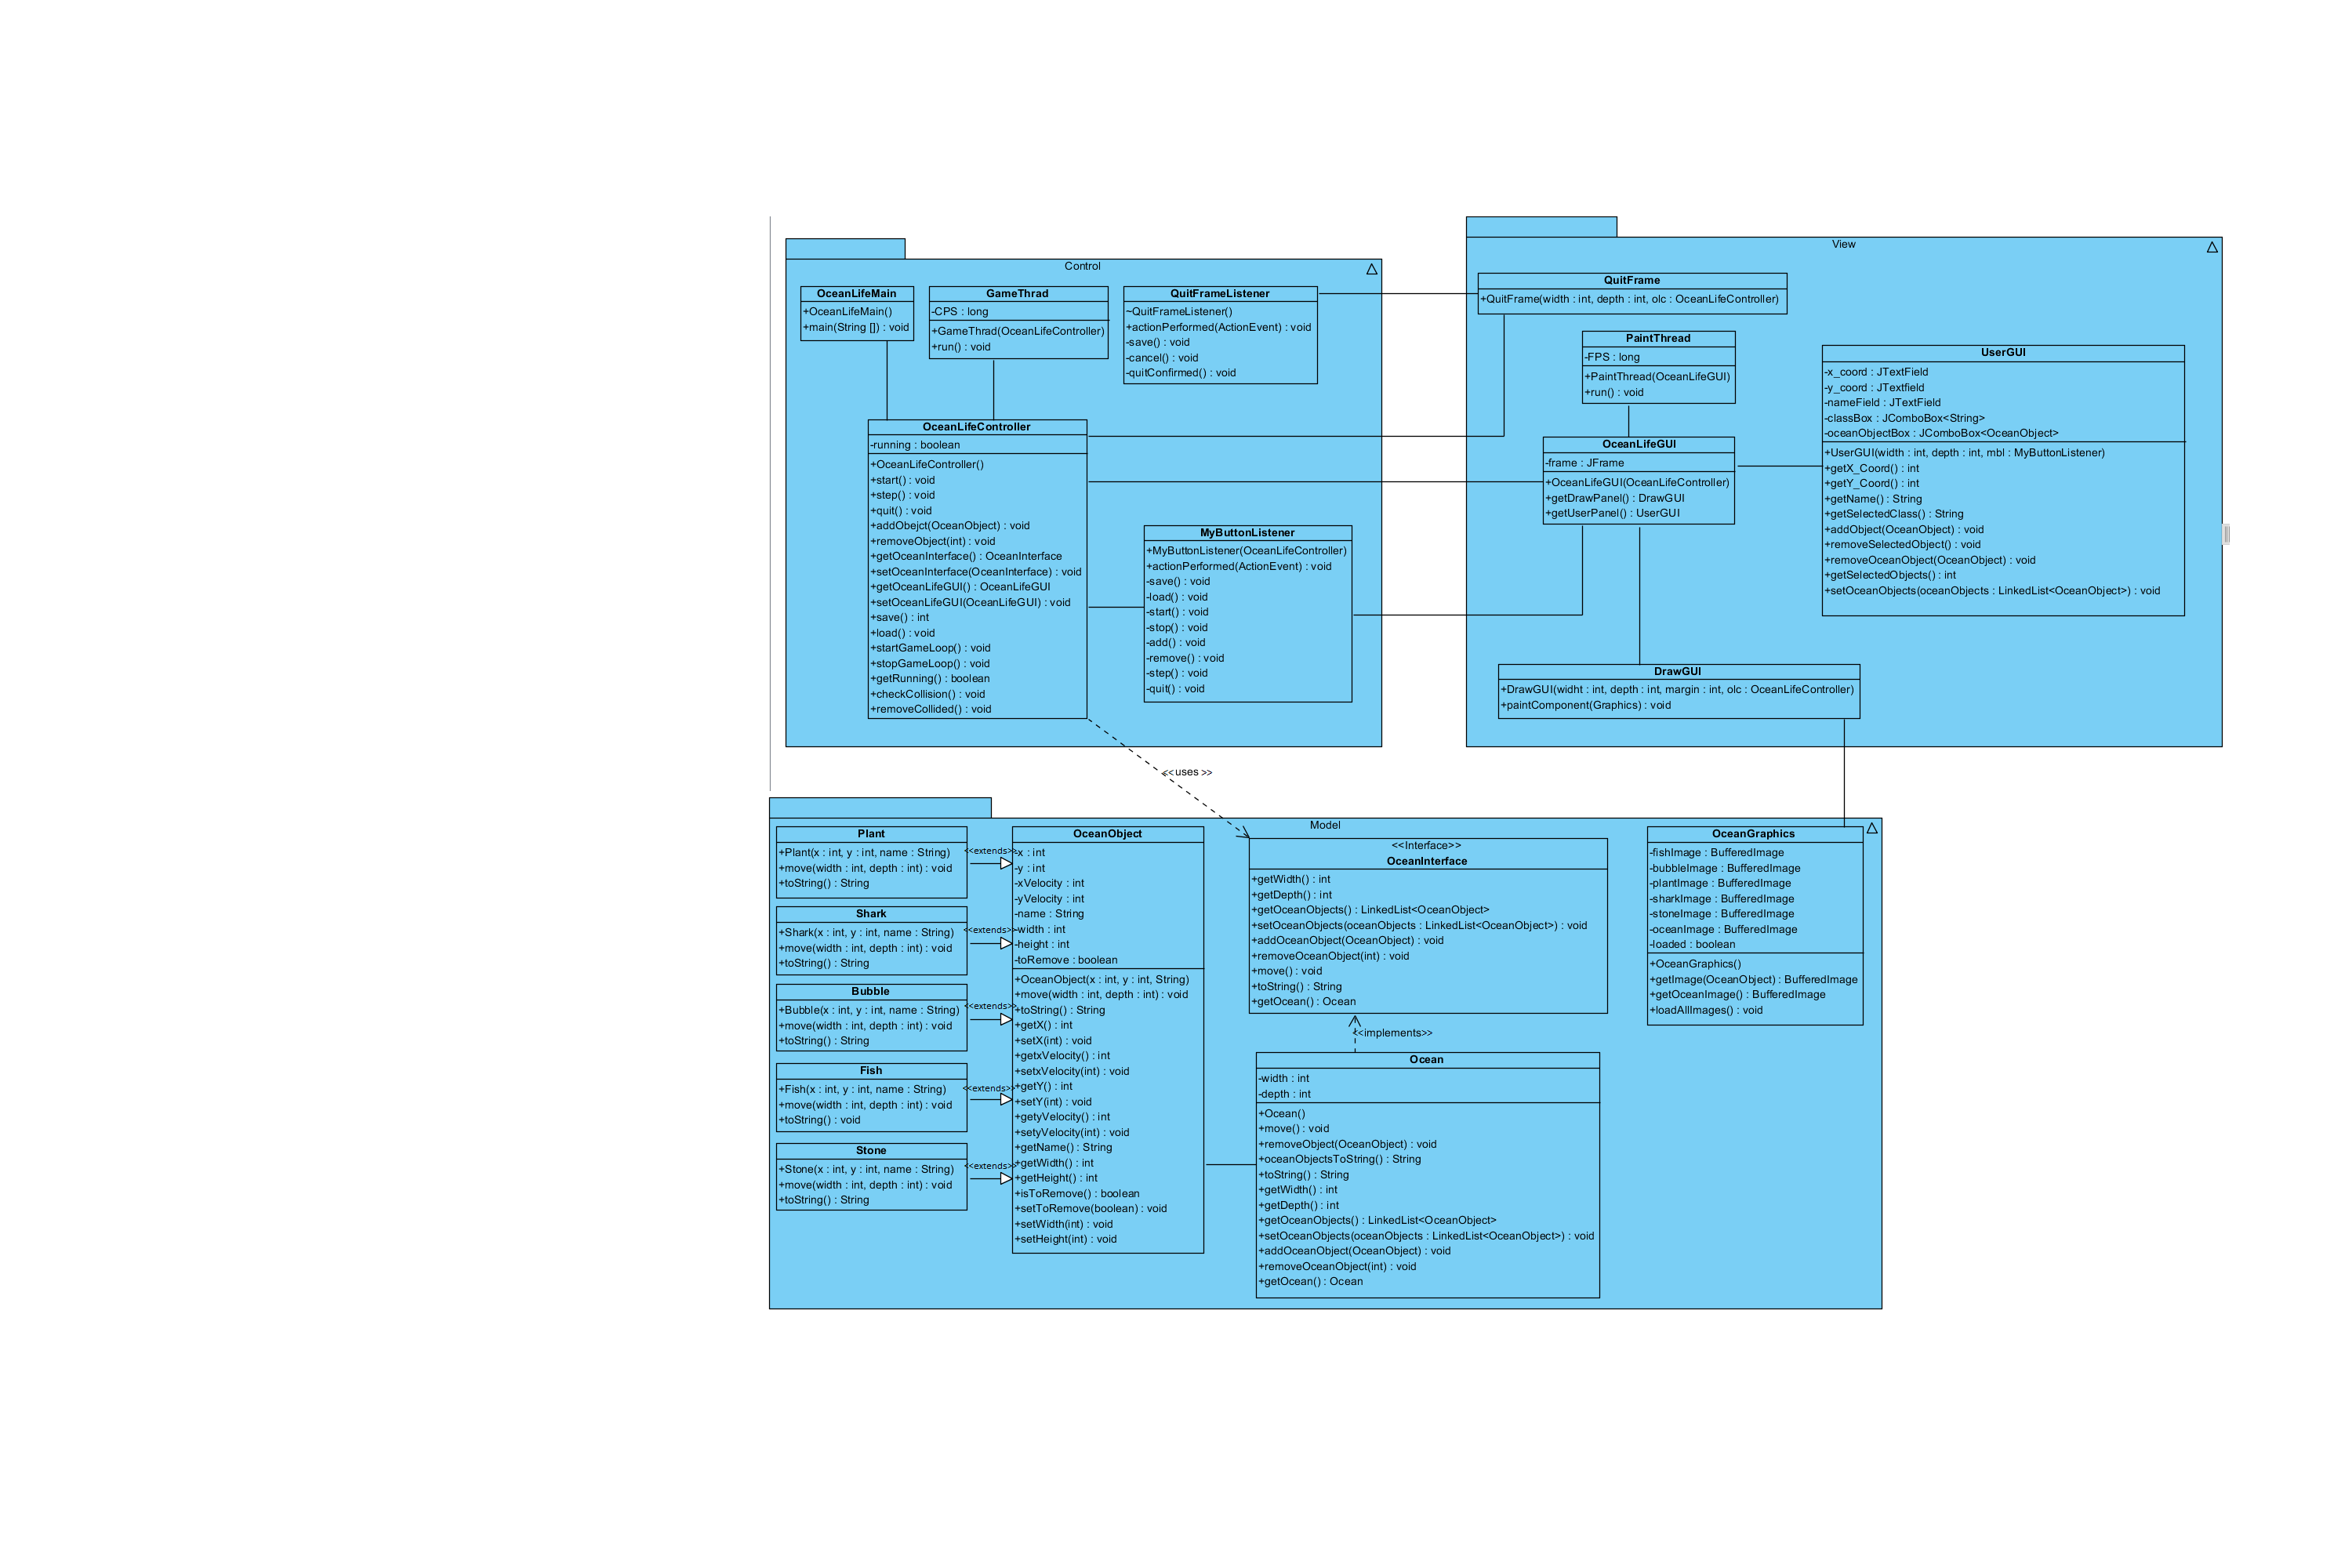 Control
OceanLifeMain
+OceanLifeMain()
+main(String []) : void
GameThrad
-CPS : long
+GameThrad(OceanLifeController)
+run() : void
QuitFrameListener
~QuitFrameListener()
+actionPerformed(ActionEvent) : void
-save() : void
-cancel() : void
-quitConfirmed() : void
OceanLifeController
-running : boolean
+OceanLifeController()
+start() : void
+step() : void
+quit() : void
+addObejct(OceanObject) : void
+removeObject(int) : void
+getOceanInterface() : OceanInterface
+setOceanInterface(OceanInterface) : void
+getOceanLifeGUI() : OceanLifeGUI
+setOceanLifeGUI(OceanLifeGUI) : void
+save() : int
+load() : void
+startGameLoop() : void
+stopGameLoop() : void
+getRunning() : boolean
+checkCollision() : void
+removeCollided() : void
MyButtonListener
+MyButtonListener(OceanLifeController)
+actionPerformed(ActionEvent) : void
-save() : void
-load() : void
-start() : void
-stop() : void
-add() : void
-remove() : void
-step() : void
-quit() : void
View
QuitFrame
+QuitFrame(width : int, depth : int, olc : OceanLifeController)
PaintThread
-FPS : long
+PaintThread(OceanLifeGUI)
+run() : void
OceanLifeGUI
-frame : JFrame
+OceanLifeGUI(OceanLifeController)
+getDrawPanel() : DrawGUI
+getUserPanel() : UserGUI
UserGUI
-x_coord : JTextField
-y_coord : JTextfield
-nameField : JTextField
-classBox : JComboBox<String>
-oceanObjectBox : JComboBox<OceanObject>
+UserGUI(width : int, depth : int, mbl : MyButtonListener)
+getX_Coord() : int
+getY_Coord() : int
+getName() : String
+getSelectedClass() : String
+addObject(OceanObject) : void
+removeSelectedObject() : void
+removeOceanObject(OceanObject) : void
+getSelectedObjects() : int
+setOceanObjects(oceanObjects : LinkedList<OceanObject>) : void
DrawGUI
+DrawGUI(widht : int, depth : int, margin : int, olc : OceanLifeController)
+paintComponent(Graphics) : void
<<uses >>
Model
Plant
+Plant(x : int, y : int, name : String)
+move(width : int, depth : int) : void
+toString() : String
<<extends>>
Shark
+Shark(x : int, y : int, name : String)
+move(width : int, depth : int) : void
+toString() : String
<<extends>>
Bubble
+Bubble(x : int, y : int, name : String)
+move(width : int, depth : int) : void
+toString() : String
<<extends>>
Fish
+Fish(x : int, y : int, name : String)
+move(width : int, depth : int) : void
+toString() : void
<<extends>>
Stone
+Stone(x : int, y : int, name : String)
+move(width : int, depth : int) : void
+toString() : String
<<extends>>
OceanObject
-x : int
-y : int
-xVelocity : int
-yVelocity : int
-name : String
-width : int
-height : int
-toRemove : boolean
+OceanObject(x : int, y : int, String)
+move(width : int, depth : int) : void
+toString() : String
+getX() : int
+setX(int) : void
+getxVelocity() : int
+setxVelocity(int) : void
+getY() : int
+setY(int) : void
+getyVelocity() : int
+setyVelocity(int) : void
+getName() : String
+getWidth() : int
+getHeight() : int
+isToRemove() : boolean
+setToRemove(boolean) : void
+setWidth(int) : void
+setHeight(int) : void
<<Interface>>
OceanInterface
+getWidth() : int
+getDepth() : int
+getOceanObjects() : LinkedList<OceanObject>
+setOceanObjects(oceanObjects : LinkedList<OceanObject>) : void
+addOceanObject(OceanObject) : void
+removeOceanObject(int) : void
+move() : void
+toString() : String
+getOcean() : Ocean
<<implements>>
Ocean
-width : int
-depth : int
+Ocean()
+move() : void
+removeObject(OceanObject) : void
+oceanObjectsToString() : String
+toString() : String
+getWidth() : int
+getDepth() : int
+getOceanObjects() : LinkedList<OceanObject>
+setOceanObjects(oceanObjects : LinkedList<OceanObject>) : void
+addOceanObject(OceanObject) : void
+removeOceanObject(int) : void
+getOcean() : Ocean
OceanGraphics
-fishImage : BufferedImage
-bubbleImage : BufferedImage
-plantImage : BufferedImage
-sharkImage : BufferedImage
-stoneImage : BufferedImage
-oceanImage : BufferedImage
-loaded : boolean
+OceanGraphics()
+getImage(OceanObject) : BufferedImage
+getOceanImage() : BufferedImage
+loadAllImages() : void